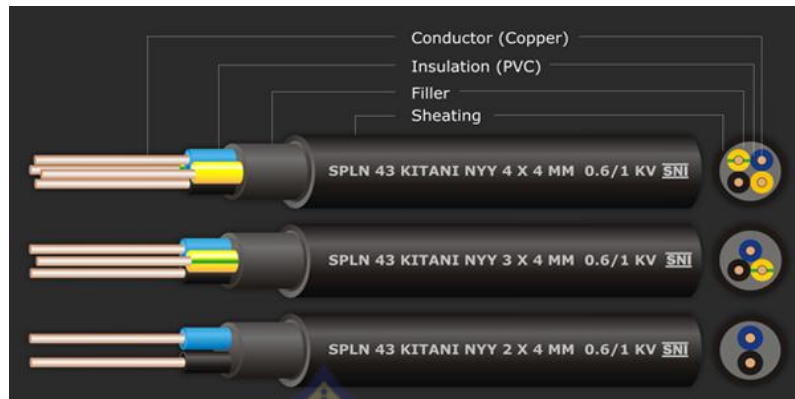 Conductor (Copper)
Insulation (PVC)
Filler
Sheating
SPLN 43 KITANI NYY 4 X 4 MM 0.6/1 KV SNI
SPLN 43 KITANI NYY 3 X 4 MM 0.6/1 KV SNI
SPLN 43 KITANI NYY 2 X 4 MM 0.6/1 KV SNI